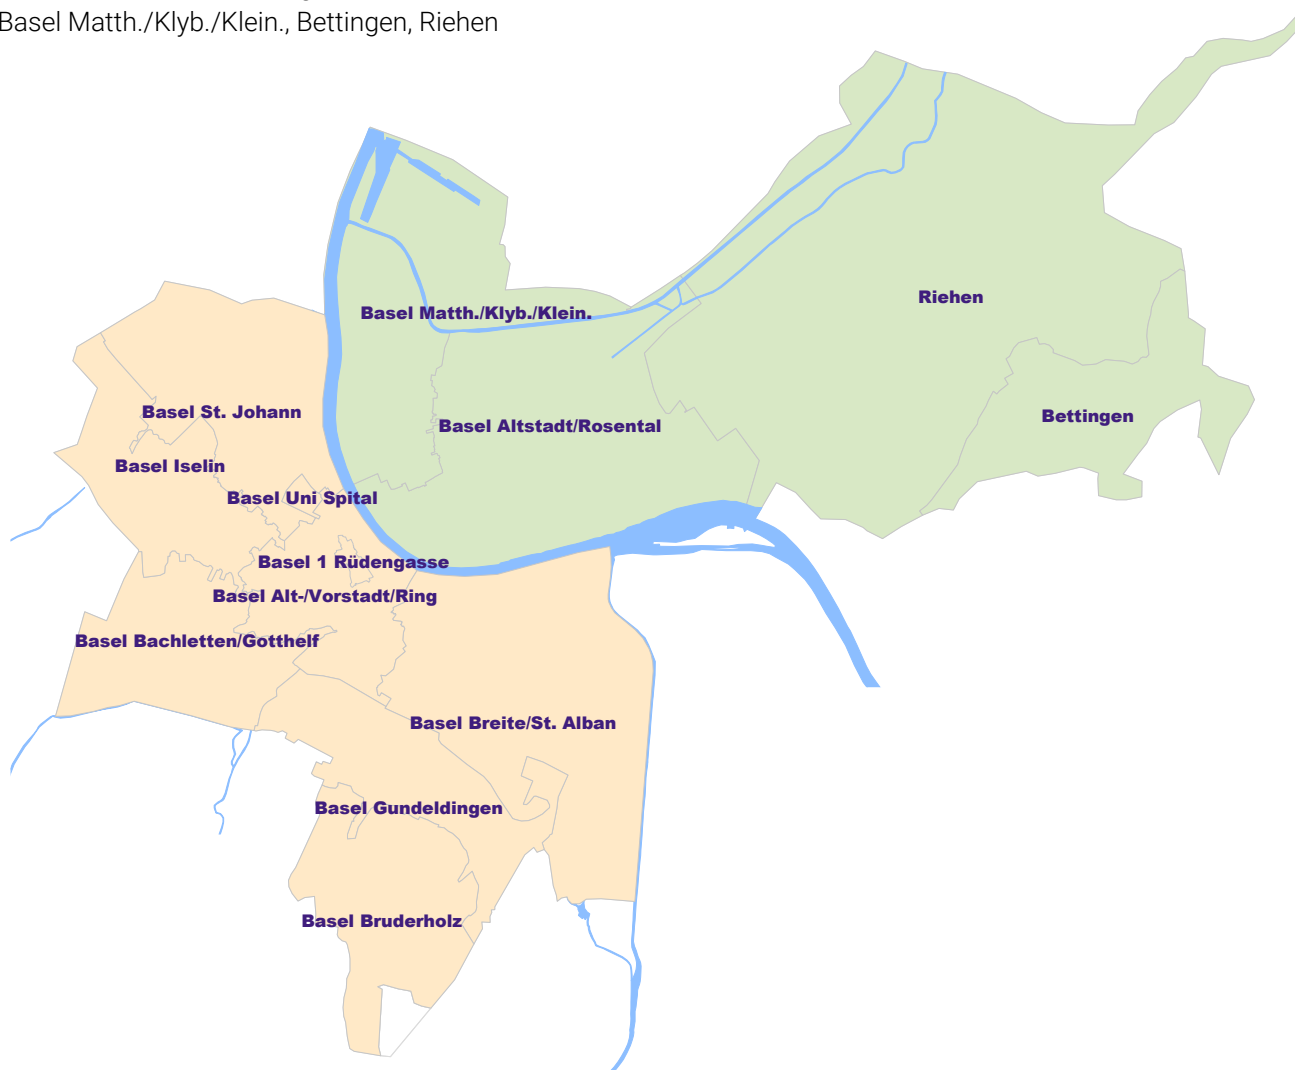 Basel Matth./Klyb./Klein., Bettingen, Riehen
Riehen
Basel Matth./Klyb./Klein.
Basel St. Johann
Bettingen
Basel Altstadt/Rosental
Basel Iselin
Basel Uni Spital
Basel 1 Rüdengasse
Basel Alt-/Vorstadt/Ring
Basel Bachletten/Gotthelf
Basel Breite/St. Alban
Basel Gundeldingen
Basel Bruderholz